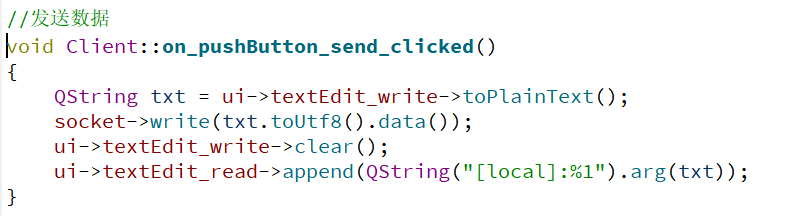 //发送数据
void Client::on_pushButton_send_clicked()
{
    QString txt = ui->textEdit_write->toPlainText();
    socket->write(txt.toUtf8().data());
    ui->textEdit_write->clear();
    ui->textEdit_read->append(QString("[local]:%1").arg(txt));
}